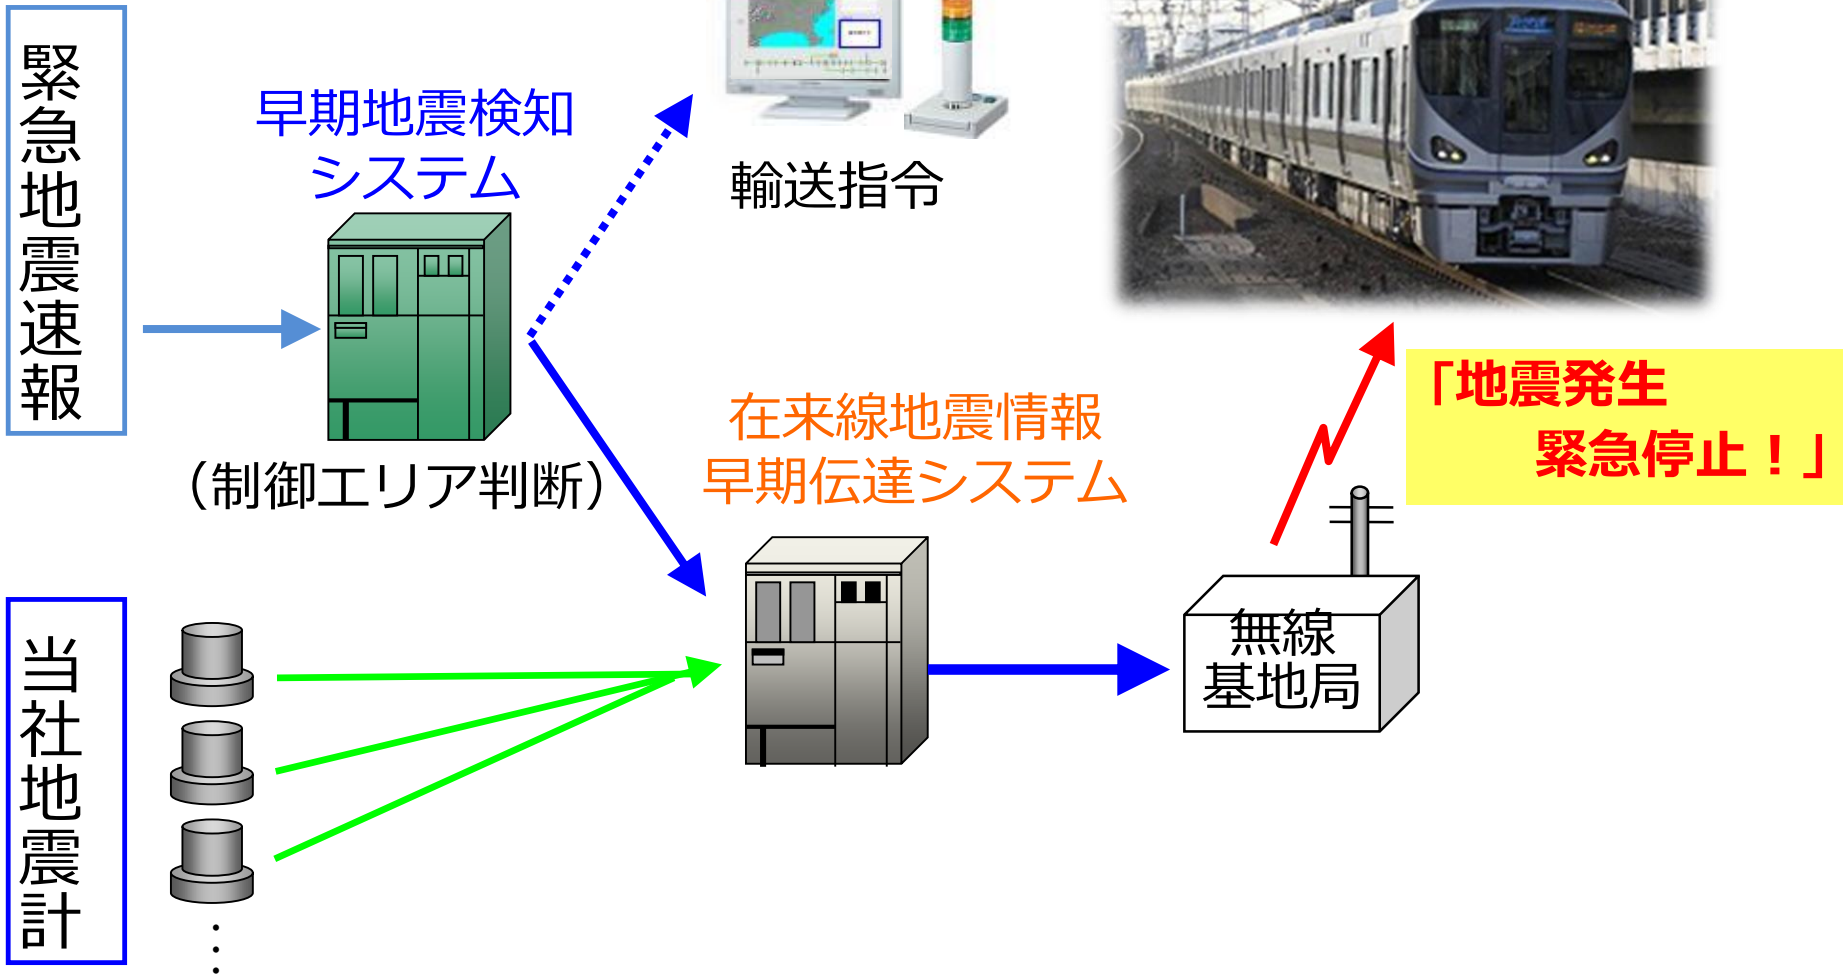 緊急地震速報
早期地震検知
システム
(制御エリア判断)
輸送指令
在来線地震情報
早期伝達システム
「地震発生
緊急停止！」
無線
基地局
当社地震計
⋮